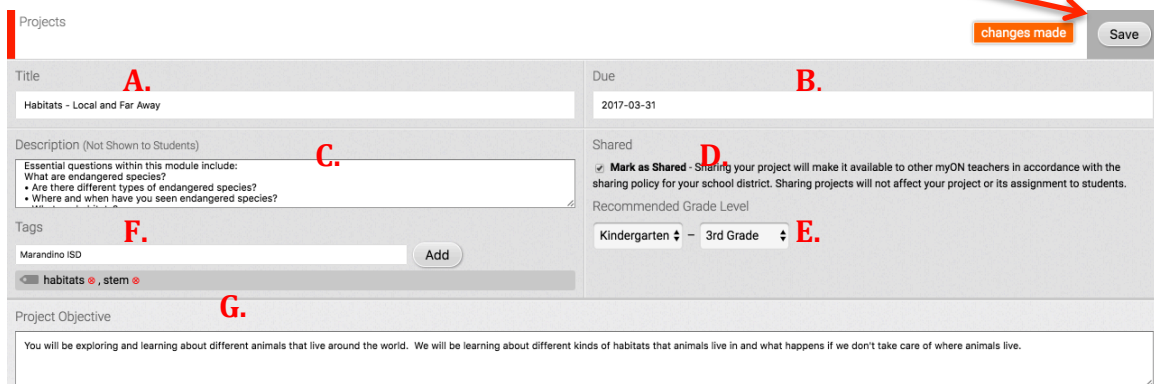 Projects
changes made
Save
Title
A.
Habitats - Local and Far Away
Due
B.
2017-03-31
Description (Not Shown to Students)
C.
Essential questions within this module include:
What are endangered species?
• Are there different types of endangered species?
• Where and when have you seen endangered species?
Shared
D.
Mark as Shared - Sharing your project will make it available to other myON teachers in accordance with the
sharing policy for your school district. Sharing projects will not affect your project or its assignment to students.
Recommended Grade Level
Kindergarten – 3rd Grade
E.
Tags
F.
Marandino ISD
Add
habitats , stem
G.
Project Objective
You will be exploring and learning about different animals that live around the world. We will be learning about different kinds of habitats that animals live in and what happens if we don't take care of where animals live.